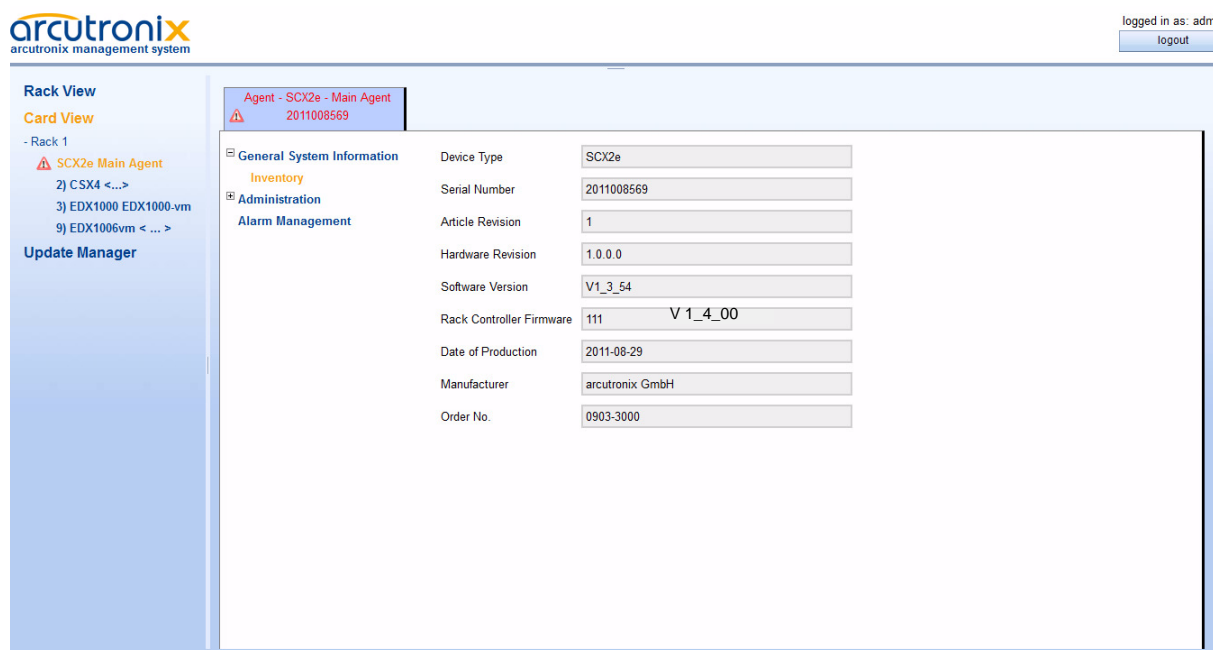 arcutronix
arcutronix management system
logged in as: adm
logout
Rack View
Card View
- Rack 1
SCX2e Main Agent
2) CSX4 <...>
3) EDX1000 EDX1000-vm
9) EDX1006vm < ... >
Update Manager
Agent - SCX2e - Main Agent
2011008569
General System Information
Inventory
Administration
Alarm Management
Device Type SCX2e
Serial Number 2011008569
Article Revision 1
Hardware Revision 1.0.0.0
Software Version V1_3_54
Rack Controller Firmware 111 V 1_4_00
Date of Production 2011-08-29
Manufacturer arcutronix GmbH
Order No. 0903-3000